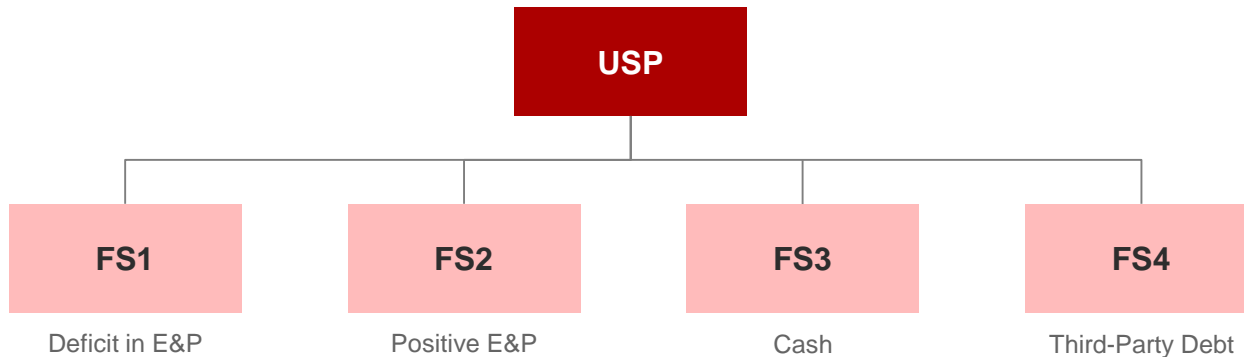 USP
FS1
FS2
FS3
FS4
Deficit in E&P
Positive E&P
Cash
Third-Party Debt